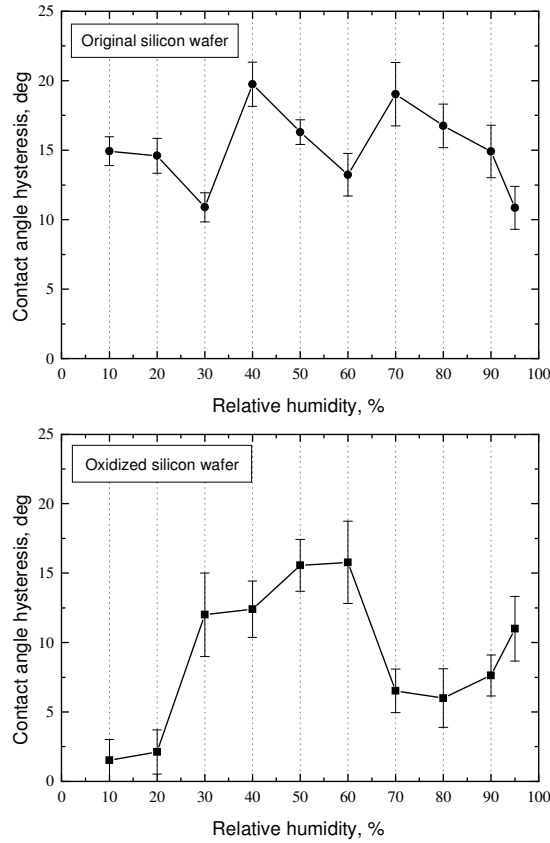 Original silicon wafer
Contact angle hysteresis, deg
25
20
15
10
5
0
0 10 20 30 40 50 60 70 80 90 100
Relative humidity, %
Oxidized silicon wafer
Contact angle hysteresis, deg
25
20
15
10
5
0
0 10 20 30 40 50 60 70 80 90 100
Relative humidity, %